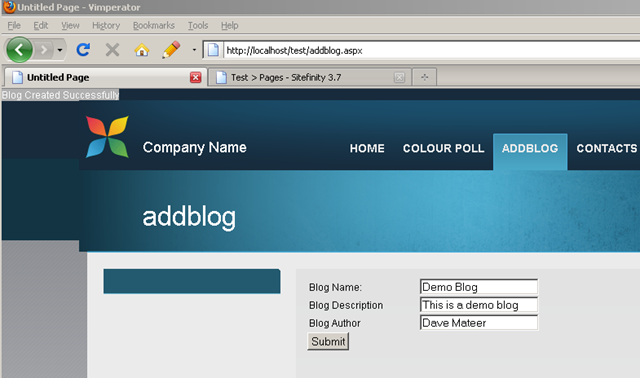 Untitled Page - Vimperator
File Edit View History Bookmarks Tools Help
http://localhost/test/addblog.aspx
Untitled Page Test > Pages - Sitefinity 3.7
Blog Created Successfully
Company Name HOME COLOUR POLL ADDBLOG CONTACTS
addblog
Blog Name: Demo Blog
Blog Description This is a demo blog
Blog Author Dave Mateer
Submit